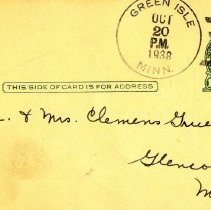 GREEN ISLE
OCT
20
P.M.
1938
MINN.
THIS SIDE OF CARD IS FOR ADDRESS
. & Mrs. Clemens
Glenco
M